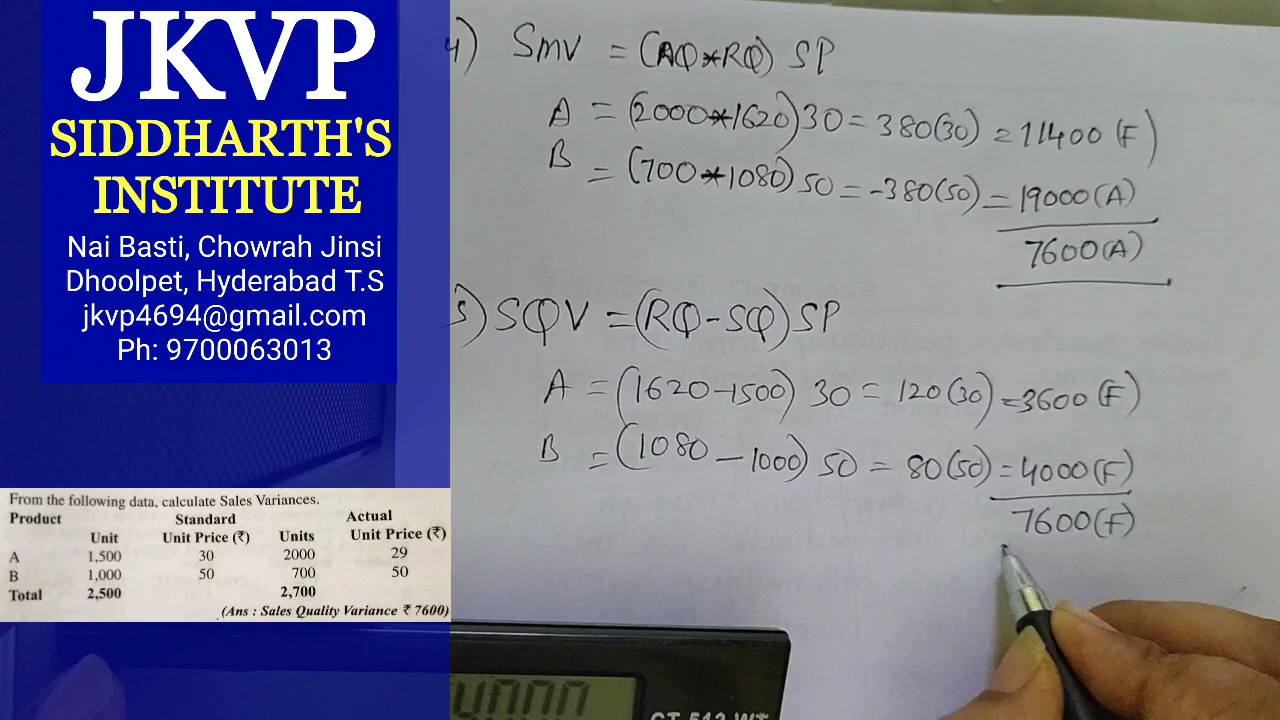 JKVP
SIDDHARTH'S
INSTITUTE
Nai Basti, Chowrah Jinsi
Dhoolpet, Hyderabad T.S
jkvp4694@gmail.com
Ph: 9700063013
From the following data, calculate Sales Variances.
Product Standard Actual
Unit Unit Price (₹) Units Unit Price (₹)
A 1,500 30 2000 29
B 1,000 50 700 50
Total 2,500 2,700
(Ans : Sales Quality Variance ₹ 7600)
4) SMV = (AQ*RQ) SP
A = (2000*1620)30 = 380(30) = 11400 (F)
B = (700*1080) 50 = -380(50) = 19000(A)
7600(A)
5) SQV = (RQ-SQ) SP
A = (1620-1500) 30 = 120(30) = 3600 (F)
B = (1080-1000) 50 = 80(50) = 4000(F)
7600(F)